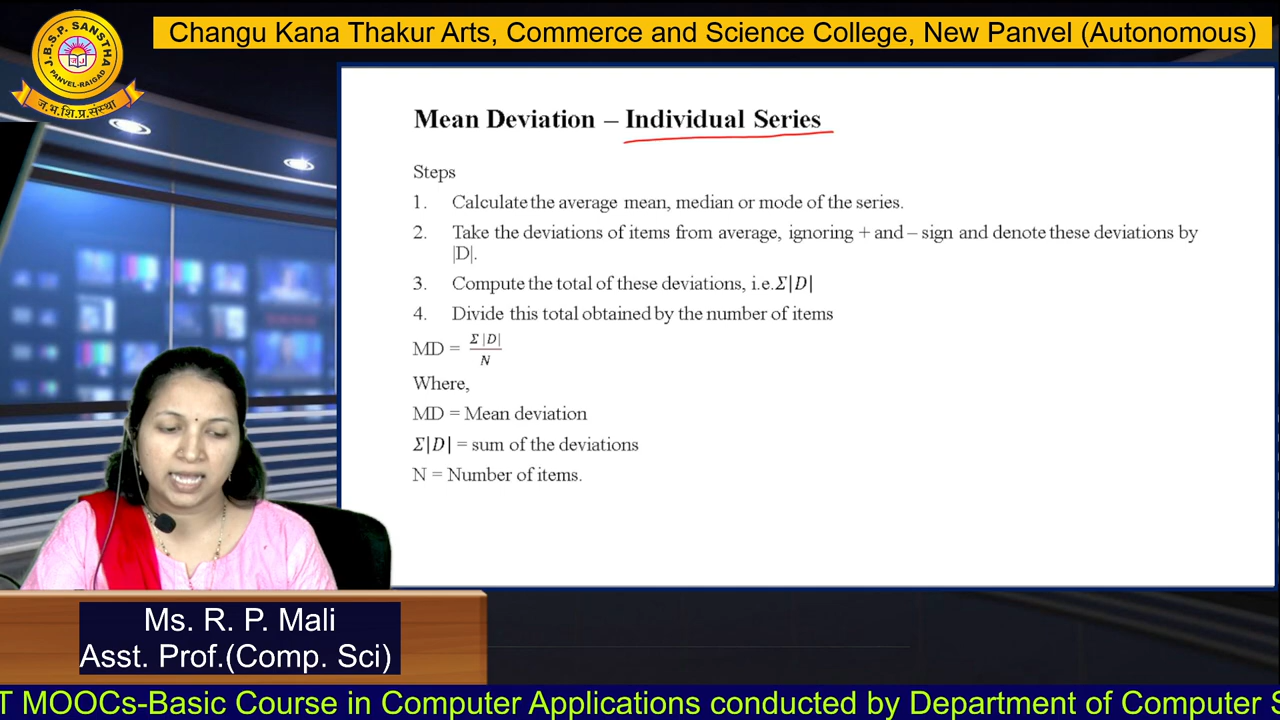 Changu Kana Thakur Arts, Commerce and Science College, New Panvel (Autonomous)
J.B.S.P. SANSTHA
PANVEL-RAIGAD
ज.भ.शि.प्र.संस्था
Mean Deviation – Individual Series
Steps
1. Calculate the average mean, median or mode of the series.
2. Take the deviations of items from average, ignoring + and – sign and denote these deviations by
|D|.
3. Compute the total of these deviations, i.e.Σ|D|
4. Divide this total obtained by the number of items
MD = Σ |D| / N
Where,
MD = Mean deviation
Σ|D| = sum of the deviations
N = Number of items.
Ms. R. P. Mali
Asst. Prof.(Comp. Sci)
T MOOCs-Basic Course in Computer Applications conducted by Department of Computer S